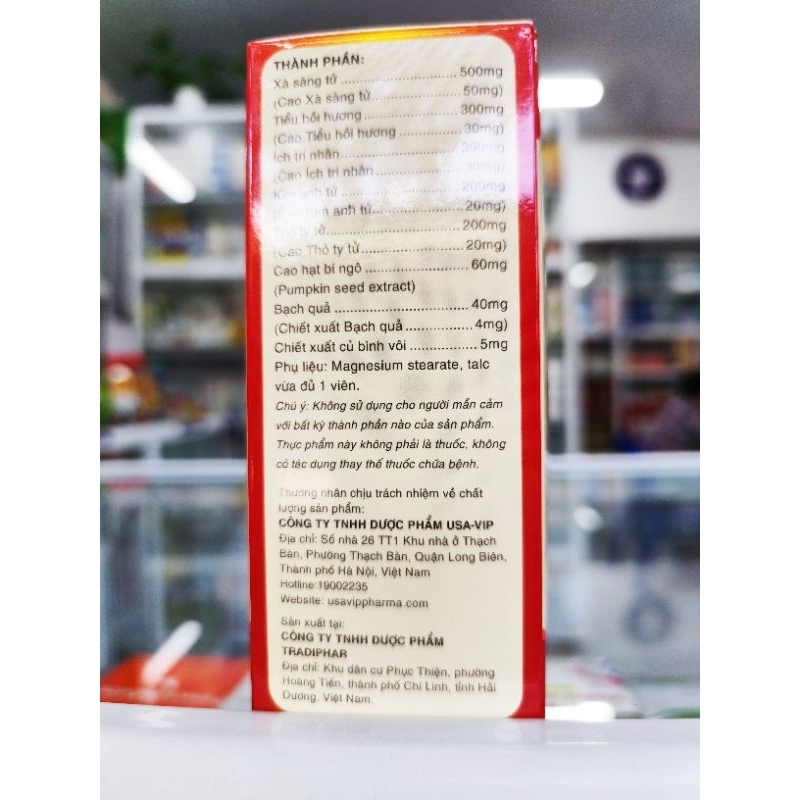 THÀNH PHẦN:
Xà sàng tử ........................ 500mg
(Cao Xà sàng tử .................. 50mg)
Tiểu hồi hương .................. 300mg
(Cao Tiểu hồi hương ............ 30mg)
Ích trí nhân ........................ 300mg
(Cao Ích trí nhân ................. 30mg)
anh tử ........................ 200mg
anh tử ..................... 20mg)
ty tử ........................ 200mg
(Cao Thỏ ty tử ..................... 20mg)
Cao hạt bí ngô ..................... 60mg
(Pumpkin seed extract)
Bạch quả ........................... 40mg
(Chiết xuất Bạch quả ............ 4mg)
Chiết xuất củ bình vôi ............ 5mg
Phụ liệu: Magnesium stearate, talc
vừa đủ 1 viên.
Chú ý: Không sử dụng cho người mẫn cảm
với bất kỳ thành phần nào của sản phẩm.
Thực phẩm này không phải là thuốc, không
có tác dụng thay thế thuốc chữa bệnh.
Thương nhân chịu trách nhiệm về chất
lượng sản phẩm:
CÔNG TY TNHH DƯỢC PHẨM USA-VIP
Địa chỉ: Số nhà 26 TT1 Khu nhà ở Thạch
Bàn, Phường Thạch Bàn, Quận Long Biên,
Thành phố Hà Nội, Việt Nam
Hotline:19002235
Website: usavippharma.com
Sản xuất tại:
CÔNG TY TNHH DƯỢC PHẨM
TRADIPHAR
Địa chỉ: Khu dân cư Phục Thiện, phường
Hoàng Tiến, thành phố Chí Linh, tỉnh Hải
Dương, Việt Nam.